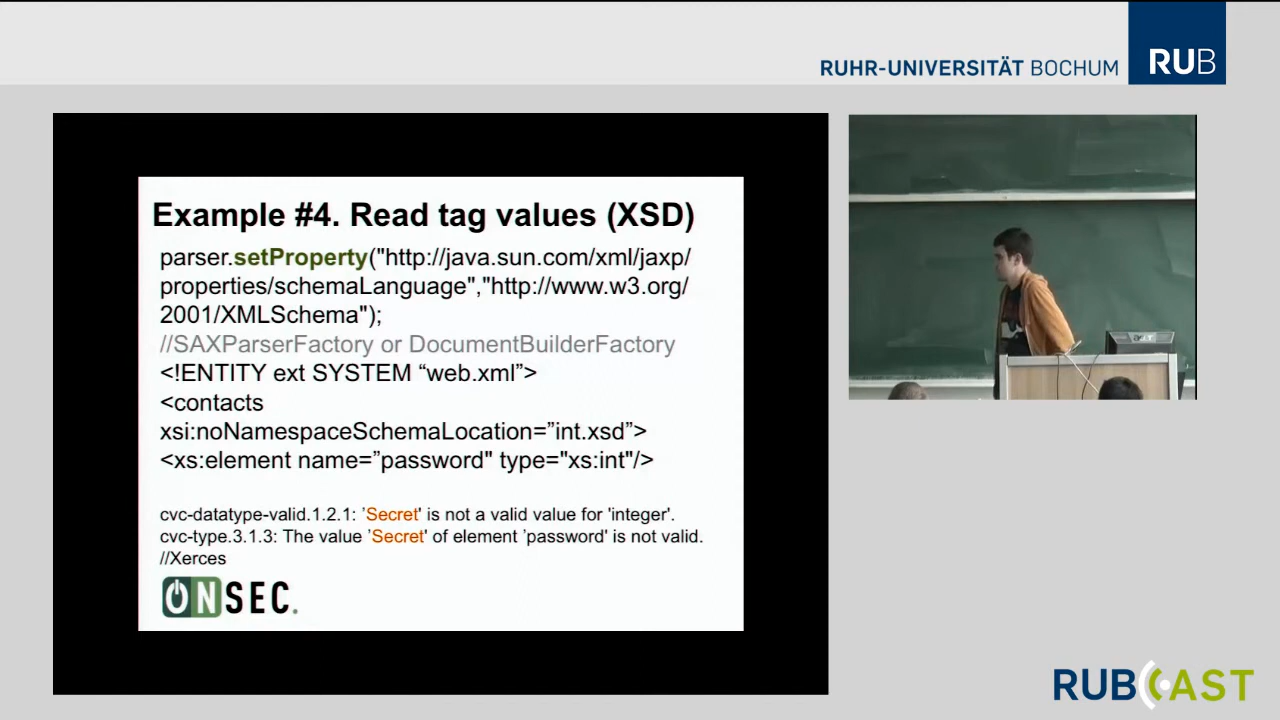 RUHR-UNIVERSITÄT BOCHUM
RUB
Example #4. Read tag values (XSD)
parser.setProperty("http://java.sun.com/xml/jaxp/
properties/schemaLanguage","http://www.w3.org/
2001/XMLSchema");
//SAXParserFactory or DocumentBuilderFactory
<!ENTITY ext SYSTEM “web.xml”>
<contacts
xsi:noNamespaceSchemaLocation=”int.xsd”>
<xs:element name=”password" type="xs:int"/>
cvc-datatype-valid.1.2.1: ’Secret' is not a valid value for 'integer'.
cvc-type.3.1.3: The value ’Secret' of element ’password' is not valid.
//Xerces
ONSEC.
acer
RUBCAST